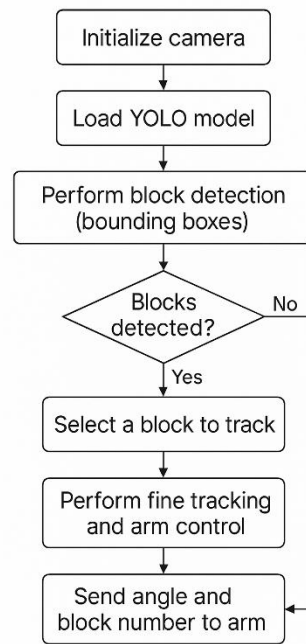 Initialize camera
Load YOLO model
Perform block detection
(bounding boxes)
Blocks
detected?
No
Yes
Select a block to track
Perform fine tracking
and arm control
Send angle and
block number to arm